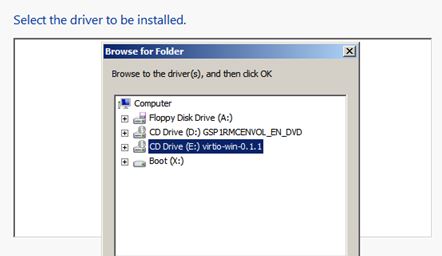 Select the driver to be installed.
Browse for Folder
Browse to the driver(s), and then click OK
Computer
Floppy Disk Drive (A:)
CD Drive (D:) GSP1RMCENVOL_EN_DVD
CD Drive (E:) virtio-win-0.1.1
Boot (X:)